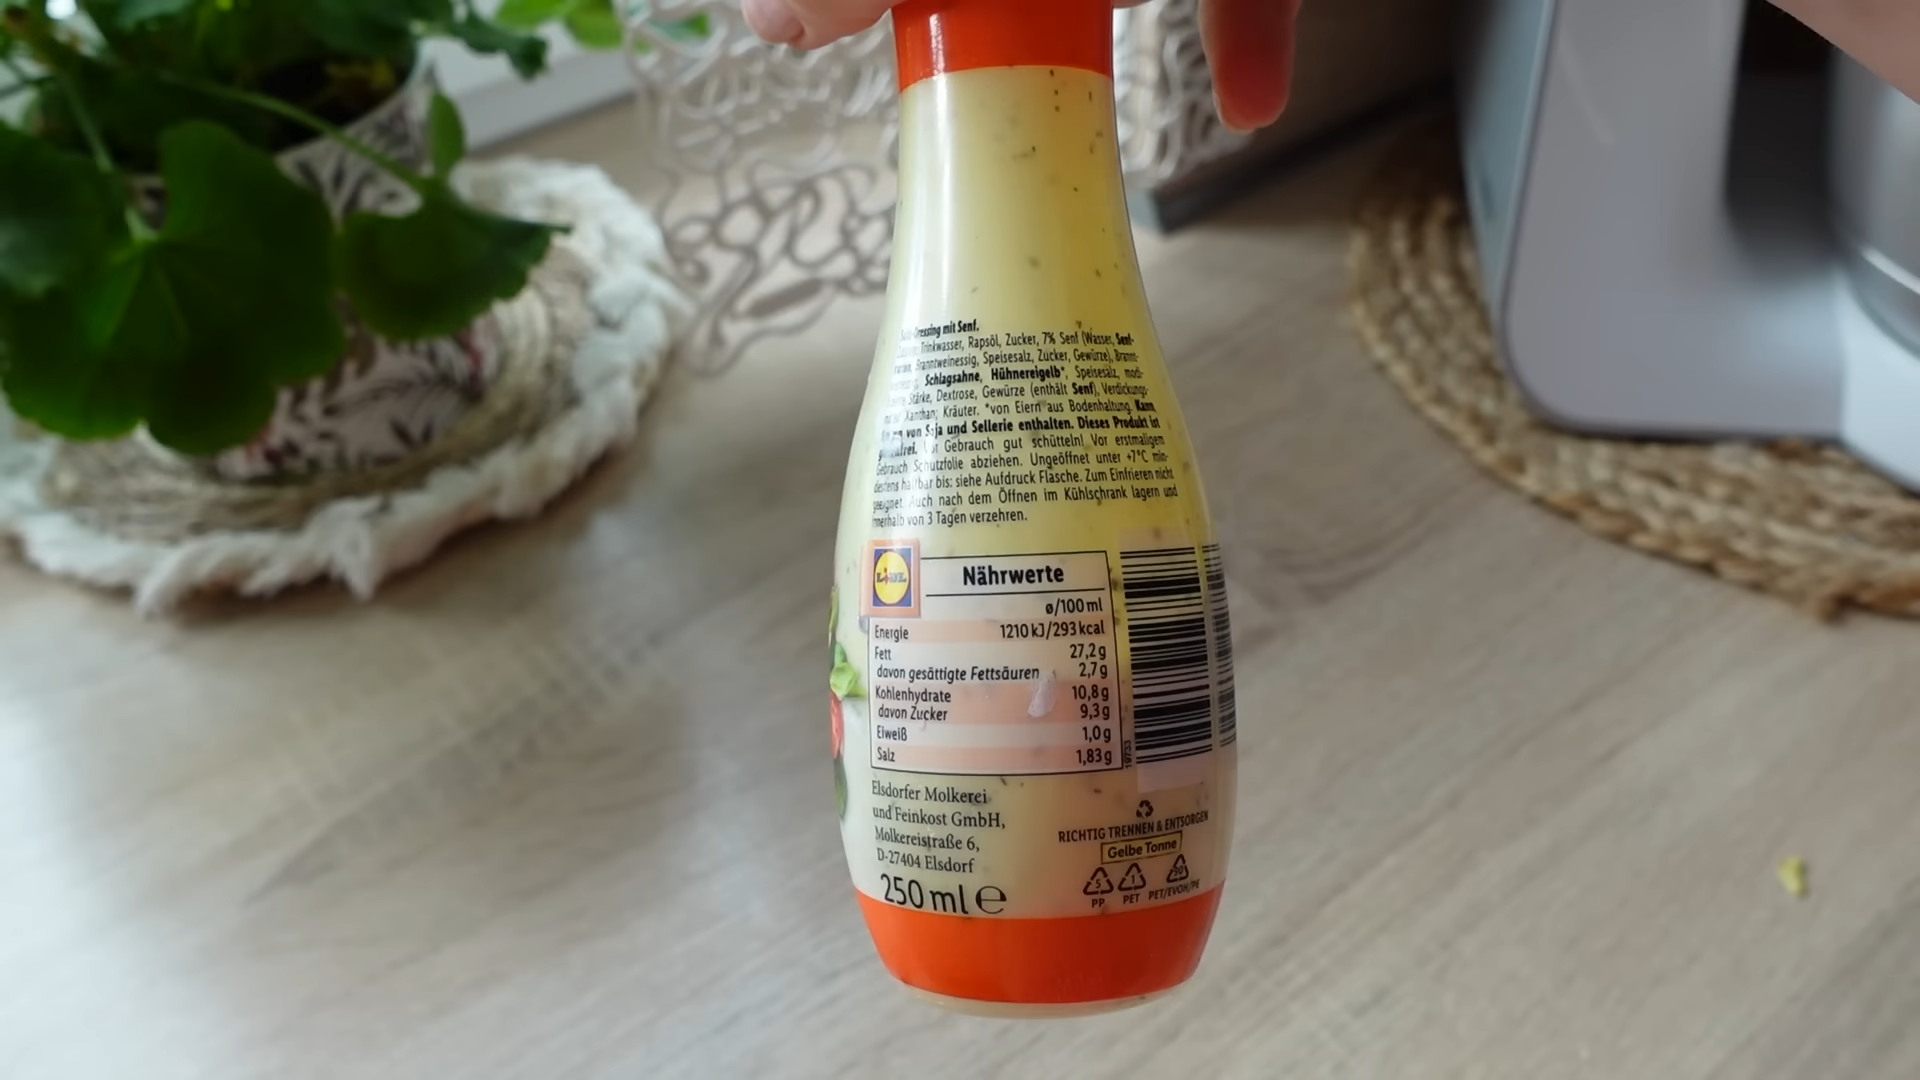 Dressing mit Senf.
Trinkwasser, Rapsöl, Zucker, 7% Senf (Wasser, Senf-
Branntweinessig, Speisesalz, Zucker, Gewürze), Brannt-
Schlagsahne, Hühnereigelb*, Speisesalz, modi-
Stärke, Dextrose, Gewürze (enthält Senf), Verdickungs-
Xanthan; Kräuter. *von Eiern aus Bodenhaltung. Kann
von Soja und Sellerie enthalten. Dieses Produkt ist
Gebrauch gut schütteln! Vor erstmaligem
Gebrauch Schutzfolie abziehen. Ungeöffnet unter +7°C min-
destens haltbar bis: siehe Aufdruck Flasche. Zum Einfrieren nicht
geeignet. Auch nach dem Öffnen im Kühlschrank lagern und
innerhalb von 3 Tagen verzehren.
LIDL
Nährwerte
ø/100 ml
Energie 1210 kJ/293 kcal
Fett 27,2 g
davon gesättigte Fettsäuren 2,7 g
Kohlenhydrate 10,8 g
davon Zucker 9,3 g
Eiweiß 1,0 g
Salz 1,83 g
19733
Elsdorfer Molkerei
und Feinkost GmbH,
Molkereistraße 6,
D-27404 Elsdorf
250 ml e
RICHTIG TRENNEN & ENTSORGEN
Gelbe Tonne
5 1 90
PP PET PET/EVOH/PE